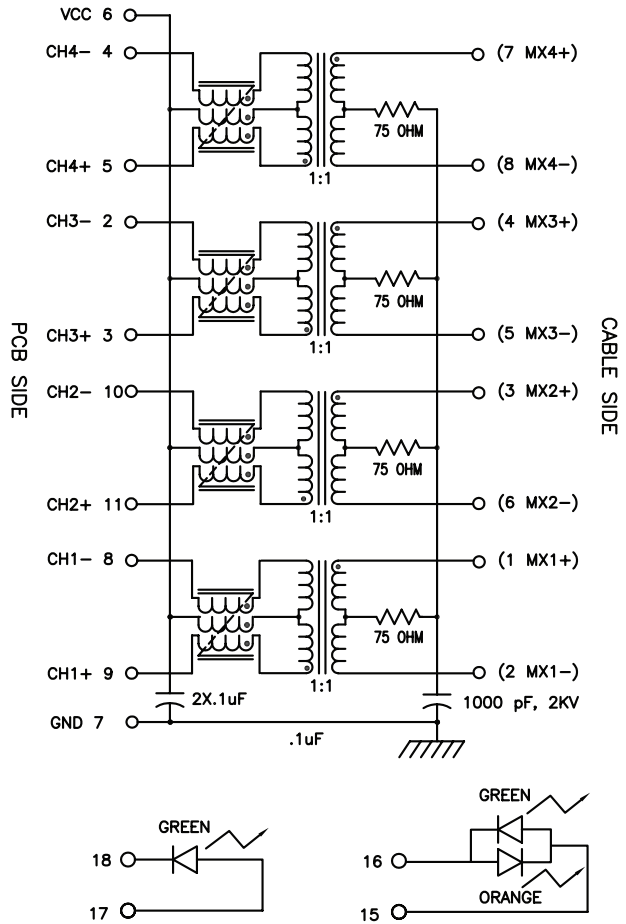 VCC 6
CH4- 4
(7 MX4+)
75 OHM
CH4+ 5
(8 MX4-)
1:1
CH3- 2
(4 MX3+)
75 OHM
CH3+ 3
(5 MX3-)
1:1
PCB SIDE
CABLE SIDE
CH2- 10
(3 MX2+)
75 OHM
CH2+ 11
(6 MX2-)
1:1
CH1- 8
(1 MX1+)
75 OHM
CH1+ 9
(2 MX1-)
1:1
2X.1uF
1000 pF, 2KV
GND 7
.1uF
GREEN
18
17
GREEN
16
ORANGE
15